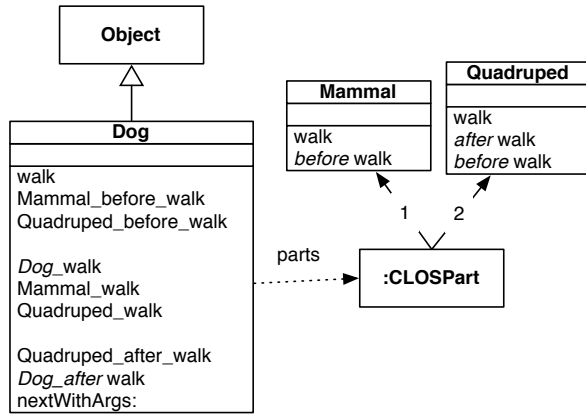 Object
Dog
walk
Mammal_before_walk
Quadruped_before_walk
Dog_walk
Mammal_walk
Quadruped_walk
Quadruped_after_walk
Dog_after walk
nextWithArgs:
Mammal
walk
before walk
Quadruped
walk
after walk
before walk
1
2
parts
:CLOSPart